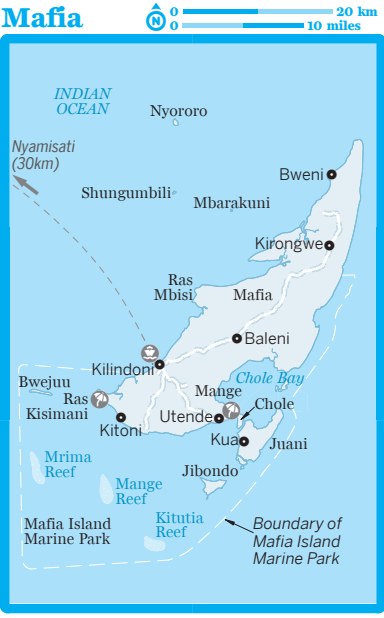 Mafia
N
0 20 km
0 10 miles
INDIAN
OCEAN
Nyororo
Nyamisati
(30km)
Bweni
Shungumbili
Mbarakuni
Kirongwe
Ras
Mbisi
Mafia
Baleni
Kilindoni
Chole Bay
Bwejuu
Mange
Ras
Kisimani
Chole
Utende
Kitoni
Kua
Juani
Mrima
Reef
Jibondo
Mange
Reef
Kitutia
Reef
Mafia Island
Marine Park
Boundary of
Mafia Island
Marine Park